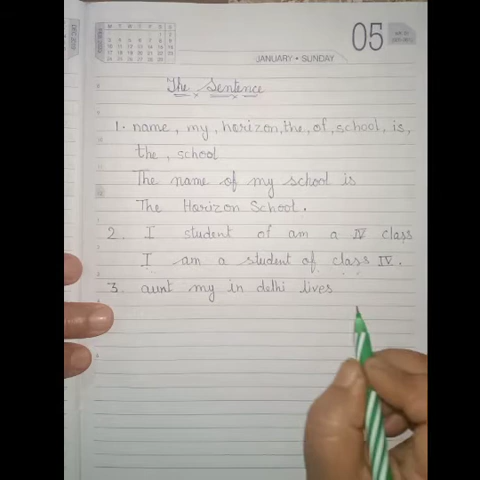 05
JANUARY • SUNDAY
The Sentence
1. name, my, horizon, the, of, school, is,
the, school
The name of my school is
The Horizon School.
2. I student of am a IV class
I am a student of class IV.
3. aunt my in delhi lives